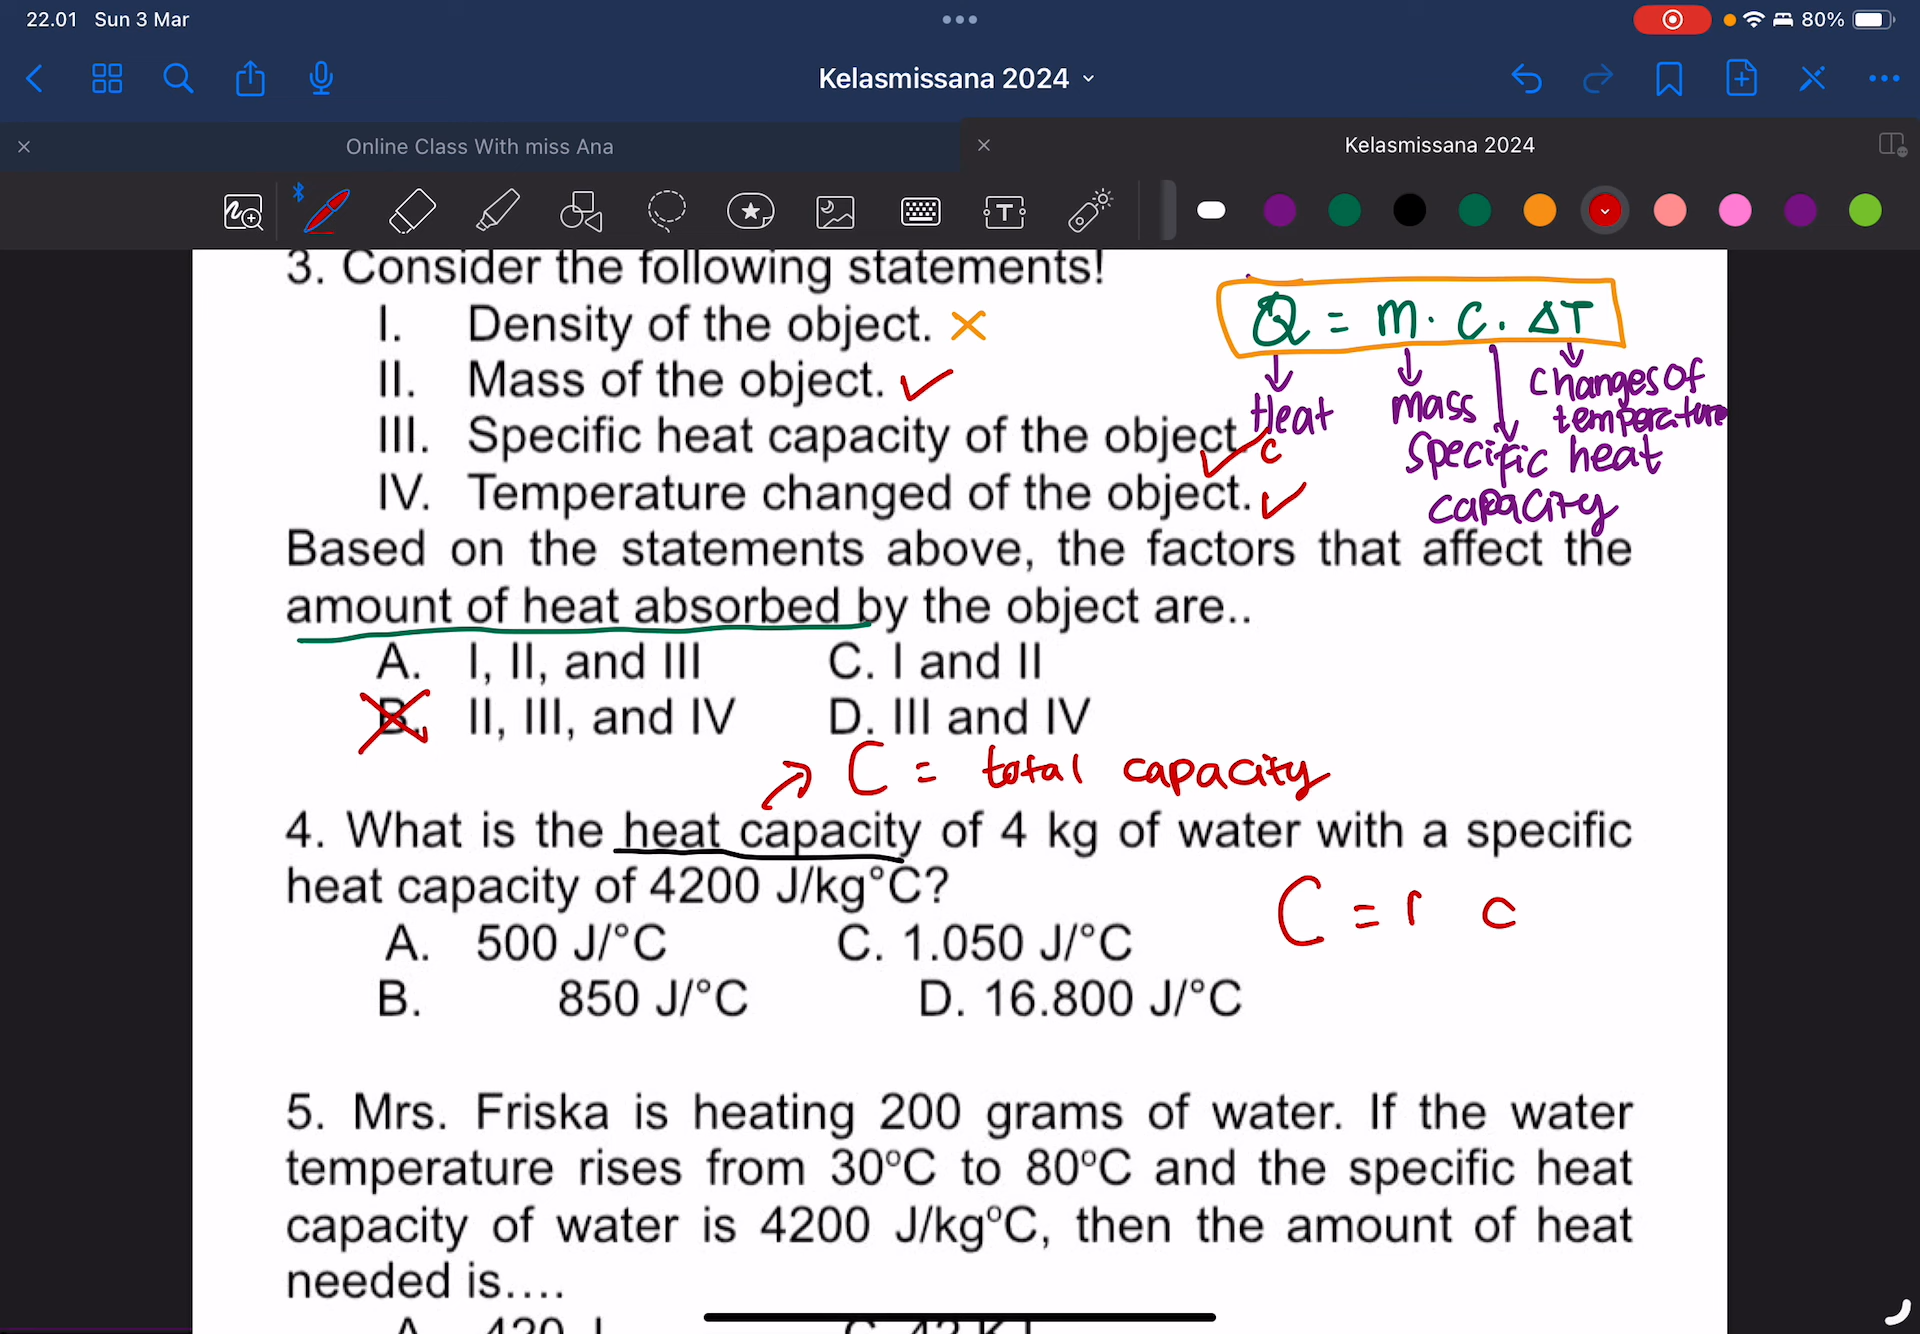 22.01 Sun 3 Mar
80%
Kelasmissana 2024
Online Class With miss Ana
Kelasmissana 2024
3. Consider the following statements!
I. Density of the object. ×
II. Mass of the object. ✓
III. Specific heat capacity of the object ✓ c
IV. Temperature changed of the object. ✓
Q = m · c · ΔT
Heat
mass
changes of
temperature
specific heat
capacity
Based on the statements above, the factors that affect the
amount of heat absorbed by the object are..
A. I, II, and III C. I and II
B. II, III, and IV D. III and IV
C = total capacity
4. What is the heat capacity of 4 kg of water with a specific
heat capacity of 4200 J/kg°C?
C = r c
A. 500 J/°C C. 1.050 J/°C
B. 850 J/°C D. 16.800 J/°C
5. Mrs. Friska is heating 200 grams of water. If the water
temperature rises from 30°C to 80°C and the specific heat
capacity of water is 4200 J/kg°C, then the amount of heat
needed is....
A. 420 J C. 42 KJ